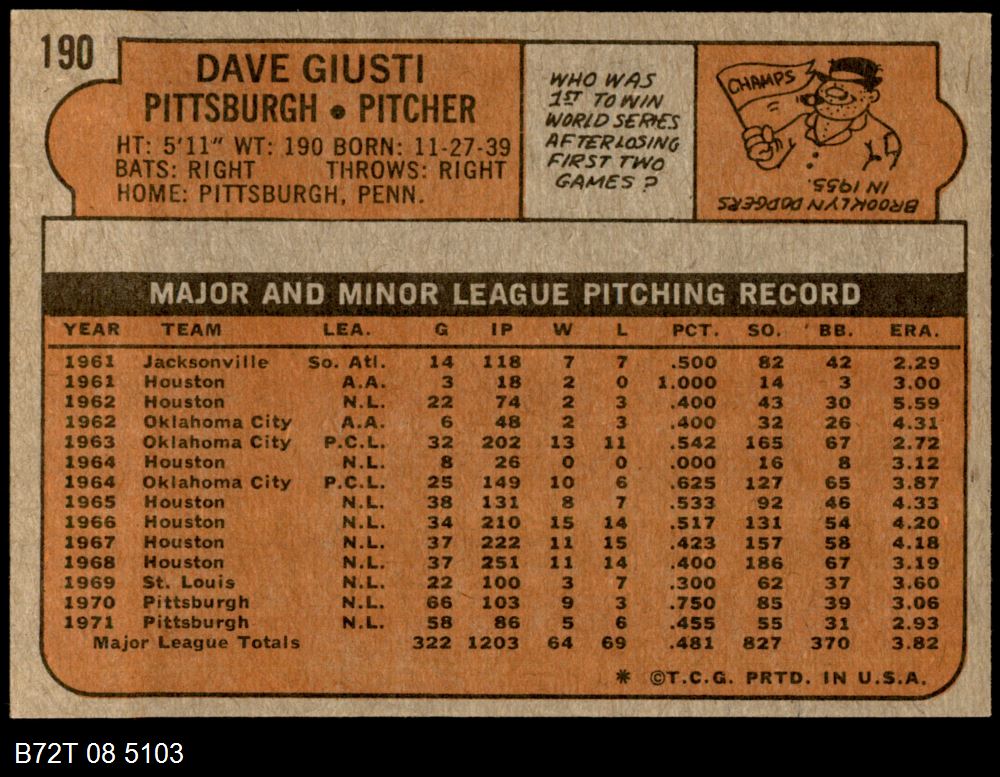 190
DAVE GIUSTI
PITTSBURGH • PITCHER
HT: 5'11" WT: 190 BORN: 11-27-39
BATS: RIGHT THROWS: RIGHT
HOME: PITTSBURGH, PENN.
WHO WAS
1ST TO WIN
WORLD SERIES
AFTER LOSING
FIRST TWO
GAMES?
CHAMPS
BROOKLYN DODGERS
IN 1955.
MAJOR AND MINOR LEAGUE PITCHING RECORD
YEAR TEAM LEA. G IP W L PCT. SO. BB. ERA.
1961 Jacksonville So. Atl. 14 118 7 7 .500 82 42 2.29
1961 Houston A.A. 3 18 2 0 1.000 14 3 3.00
1962 Houston N.L. 22 74 2 3 .400 43 30 5.59
1962 Oklahoma City A.A. 6 48 2 3 .400 32 26 4.31
1963 Oklahoma City P.C.L. 32 202 13 11 .542 165 67 2.72
1964 Houston N.L. 8 26 0 0 .000 16 8 3.12
1964 Oklahoma City P.C.L. 25 149 10 6 .625 127 65 3.87
1965 Houston N.L. 38 131 8 7 .533 92 46 4.33
1966 Houston N.L. 34 210 15 14 .517 131 54 4.20
1967 Houston N.L. 37 222 11 15 .423 157 58 4.18
1968 Houston N.L. 37 251 11 14 .400 186 67 3.19
1969 St. Louis N.L. 22 100 3 7 .300 62 37 3.60
1970 Pittsburgh N.L. 66 103 9 3 .750 85 39 3.06
1971 Pittsburgh N.L. 58 86 5 6 .455 55 31 2.93
Major League Totals 322 1203 64 69 .481 827 370 3.82
* ©T.C.G. PRTD. IN U.S.A.
B72T 08 5103